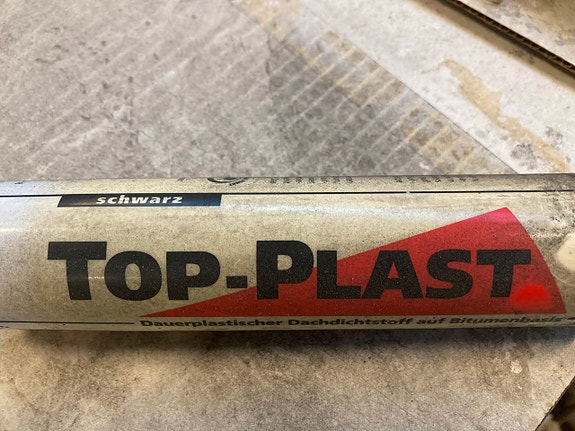 schwarz
TOP-PLAST
Dauerplastischer Dachdichtstoff auf Bitumenbasis